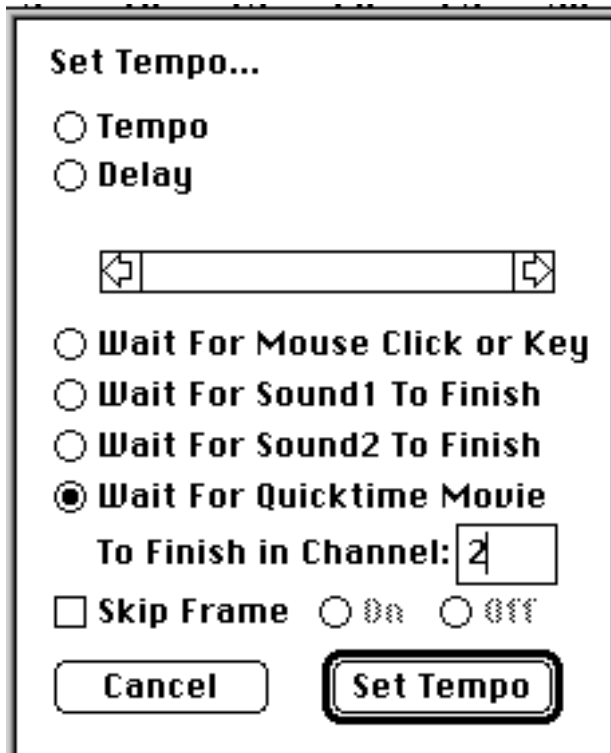 Set Tempo...
Tempo
Delay
Wait For Mouse Click or Key
Wait For Sound1 To Finish
Wait For Sound2 To Finish
Wait For Quicktime Movie
To Finish in Channel: 2
Skip Frame On Off
Cancel Set Tempo